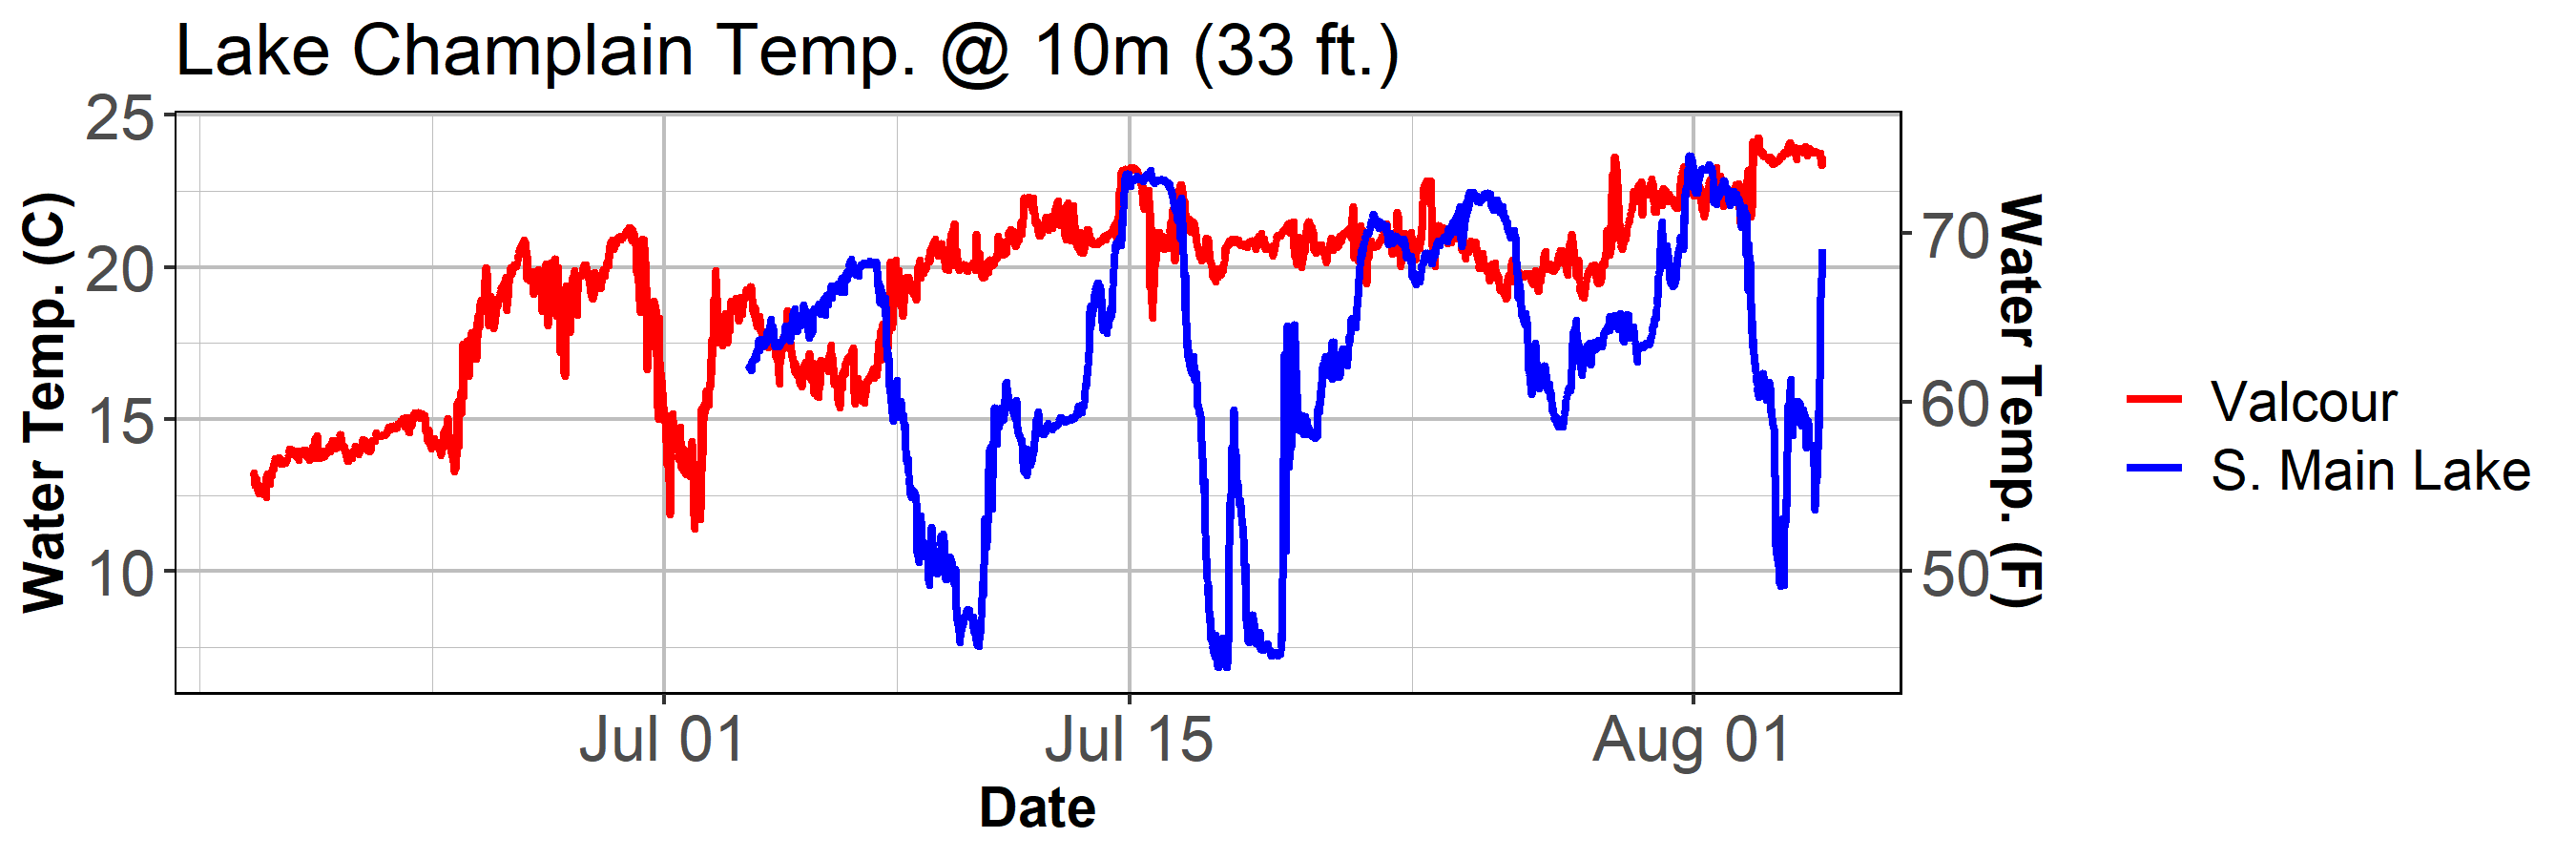 Lake Champlain Temp. @ 10m (33 ft.)
Water Temp. (C)
25
20
15
10
70
60
50
Water Temp. (F)
Jul 01
Jul 15
Aug 01
Date
Valcour
S. Main Lake